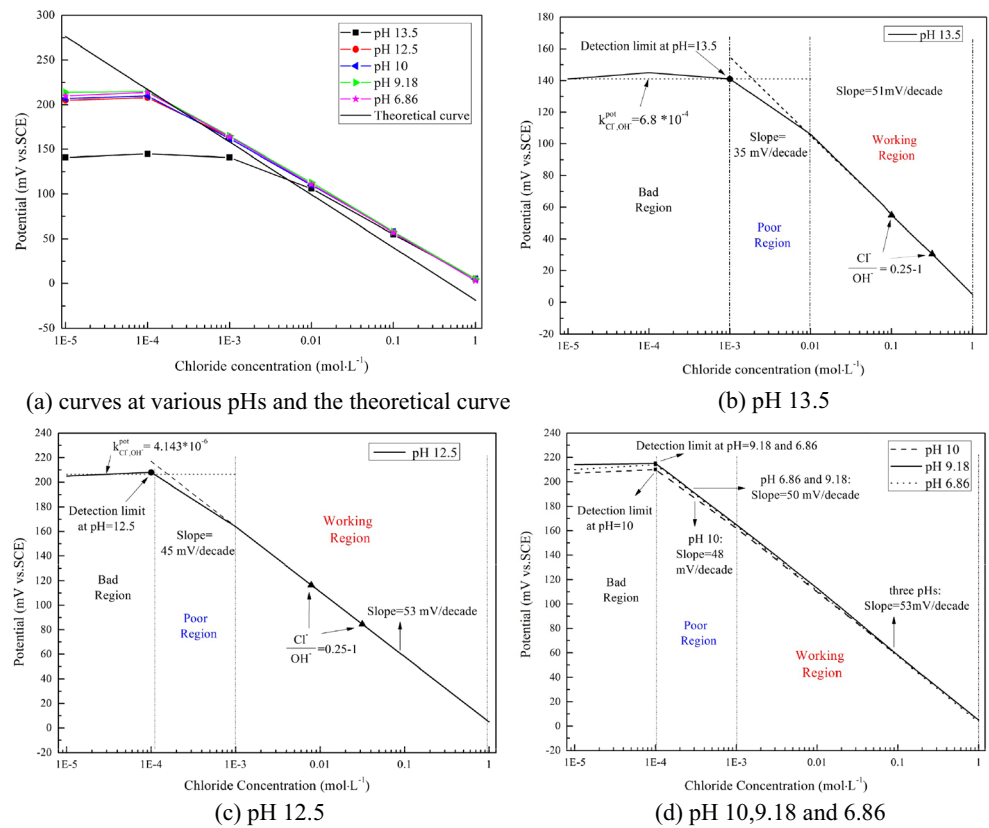 300
250
200
150
100
50
0
-50
Potential (mV vs.SCE)
1E-5 1E-4 1E-3 0.01 0.1 1
Chloride concentration (mol·L⁻¹)
pH 13.5
pH 12.5
pH 10
pH 9.18
pH 6.86
Theoretical curve
(a) curves at various pHs and the theoretical curve
180
160
140
120
100
80
60
40
20
0
-20
Potential (mV vs.SCE)
pH 13.5
Detection limit at pH=13.5
Slope=51mV/decade
k^pot_Cl⁻,OH⁻=6.8 *10⁻⁴
Slope=
35 mV/decade
Working
Region
Bad
Region
Poor
Region
Cl⁻
OH⁻ = 0.25-1
1E-5 1E-4 1E-3 0.01 0.1 1
Chloride concentration (mol·L⁻¹)
(b) pH 13.5
240
220
200
180
160
140
120
100
80
60
40
20
0
-20
Potential (mV vs.SCE)
k^pot_Cl⁻,OH⁻= 4.143*10⁻⁶
pH 12.5
Detection limit
at pH=12.5
Slope=
45 mV/decade
Working
Region
Bad
Region
Poor
Region
Slope=53 mV/decade
Cl⁻
OH⁻=0.25-1
1E-5 1E-4 1E-3 0.01 0.1 1
Chloride Concentration (mol·L⁻¹)
(c) pH 12.5
240
220
200
180
160
140
120
100
80
60
40
20
0
-20
Potential (mV vs.SCE)
Detection limit at pH=9.18 and 6.86
pH 10
pH 9.18
pH 6.86
pH 6.86 and 9.18:
Slope=50 mV/decade
Detection limit
at pH=10
pH 10:
Slope=48
mV/decade
Bad
Region
Poor
Region
three pHs:
Slope=53mV/decade
Working
Region
1E-5 1E-4 1E-3 0.01 0.1 1
Chloride Concentration (mol·L⁻¹)
(d) pH 10,9.18 and 6.86